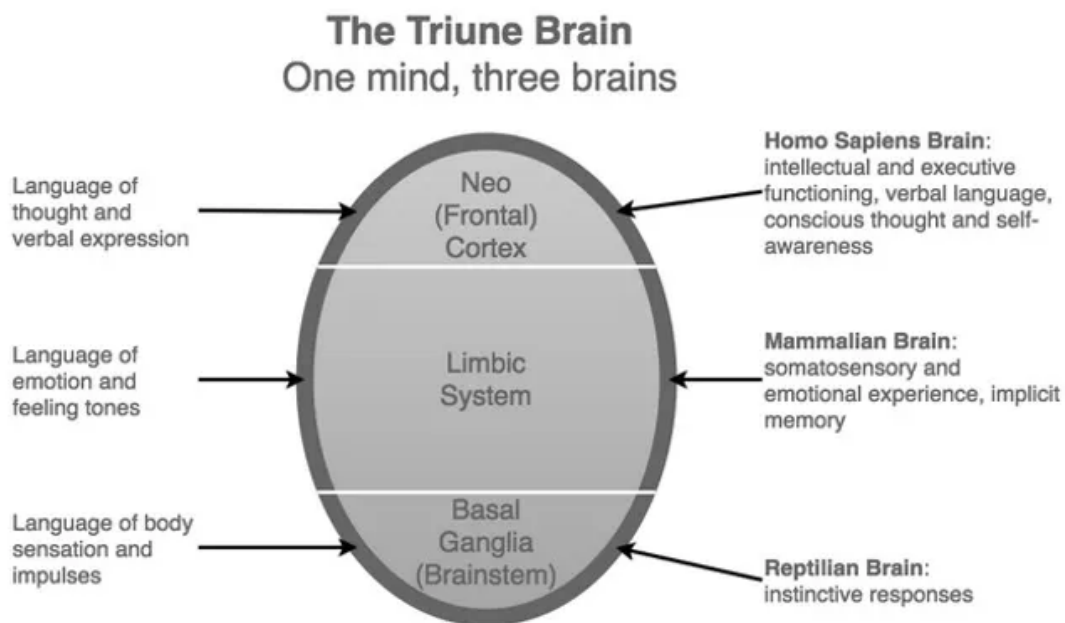 The Triune Brain
One mind, three brains
Language of
thought and
verbal expression
Neo
(Frontal)
Cortex
Homo Sapiens Brain:
intellectual and executive
functioning, verbal language,
conscious thought and self-
awareness
Language of
emotion and
feeling tones
Limbic
System
Mammalian Brain:
somatosensory and
emotional experience, implicit
memory
Language of body
sensation and
impulses
Basal
Ganglia
(Brainstem)
Reptilian Brain:
instinctive responses